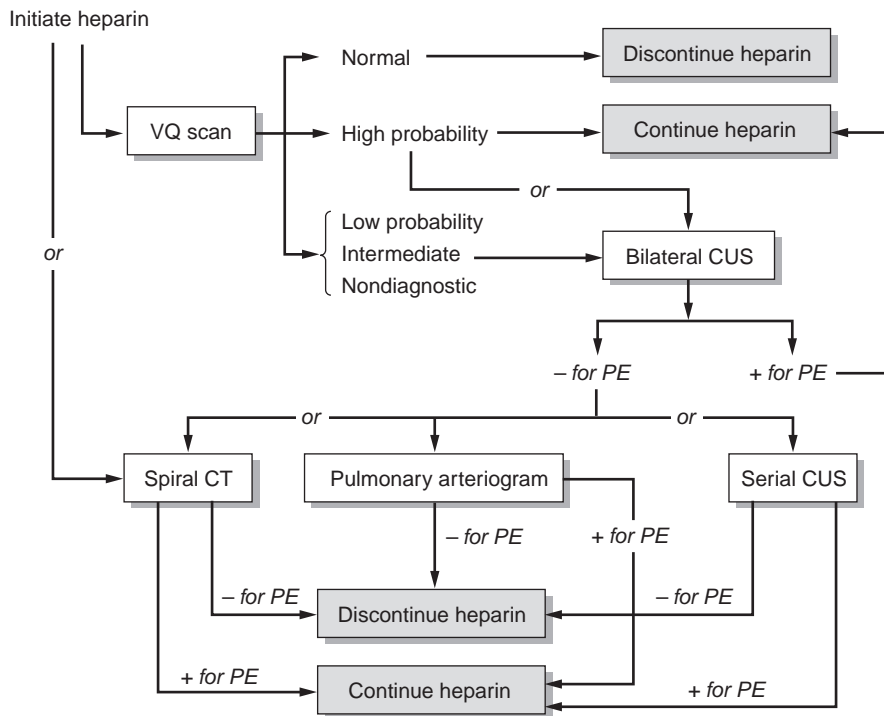 Initiate heparin
Normal
Discontinue heparin
VQ scan
High probability
Continue heparin
or
Low probability
or
Intermediate
Bilateral CUS
Nondiagnostic
– for PE
+ for PE
or
or
Spiral CT
Pulmonary arteriogram
Serial CUS
– for PE
+ for PE
– for PE
– for PE
Discontinue heparin
+ for PE
Continue heparin
+ for PE